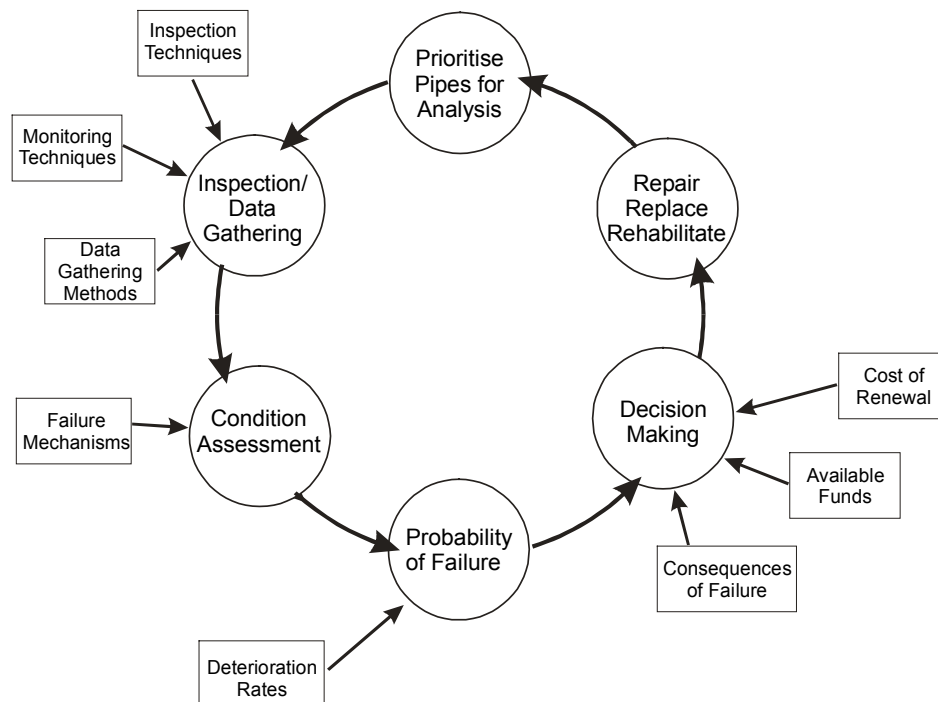 Inspection
Techniques
Prioritise
Pipes for
Analysis
Monitoring
Techniques
Inspection/
Data
Gathering
Repair
Replace
Rehabilitate
Data
Gathering
Methods
Cost of
Renewal
Failure
Mechanisms
Condition
Assessment
Decision
Making
Available
Funds
Probability
of Failure
Consequences
of Failure
Deterioration
Rates